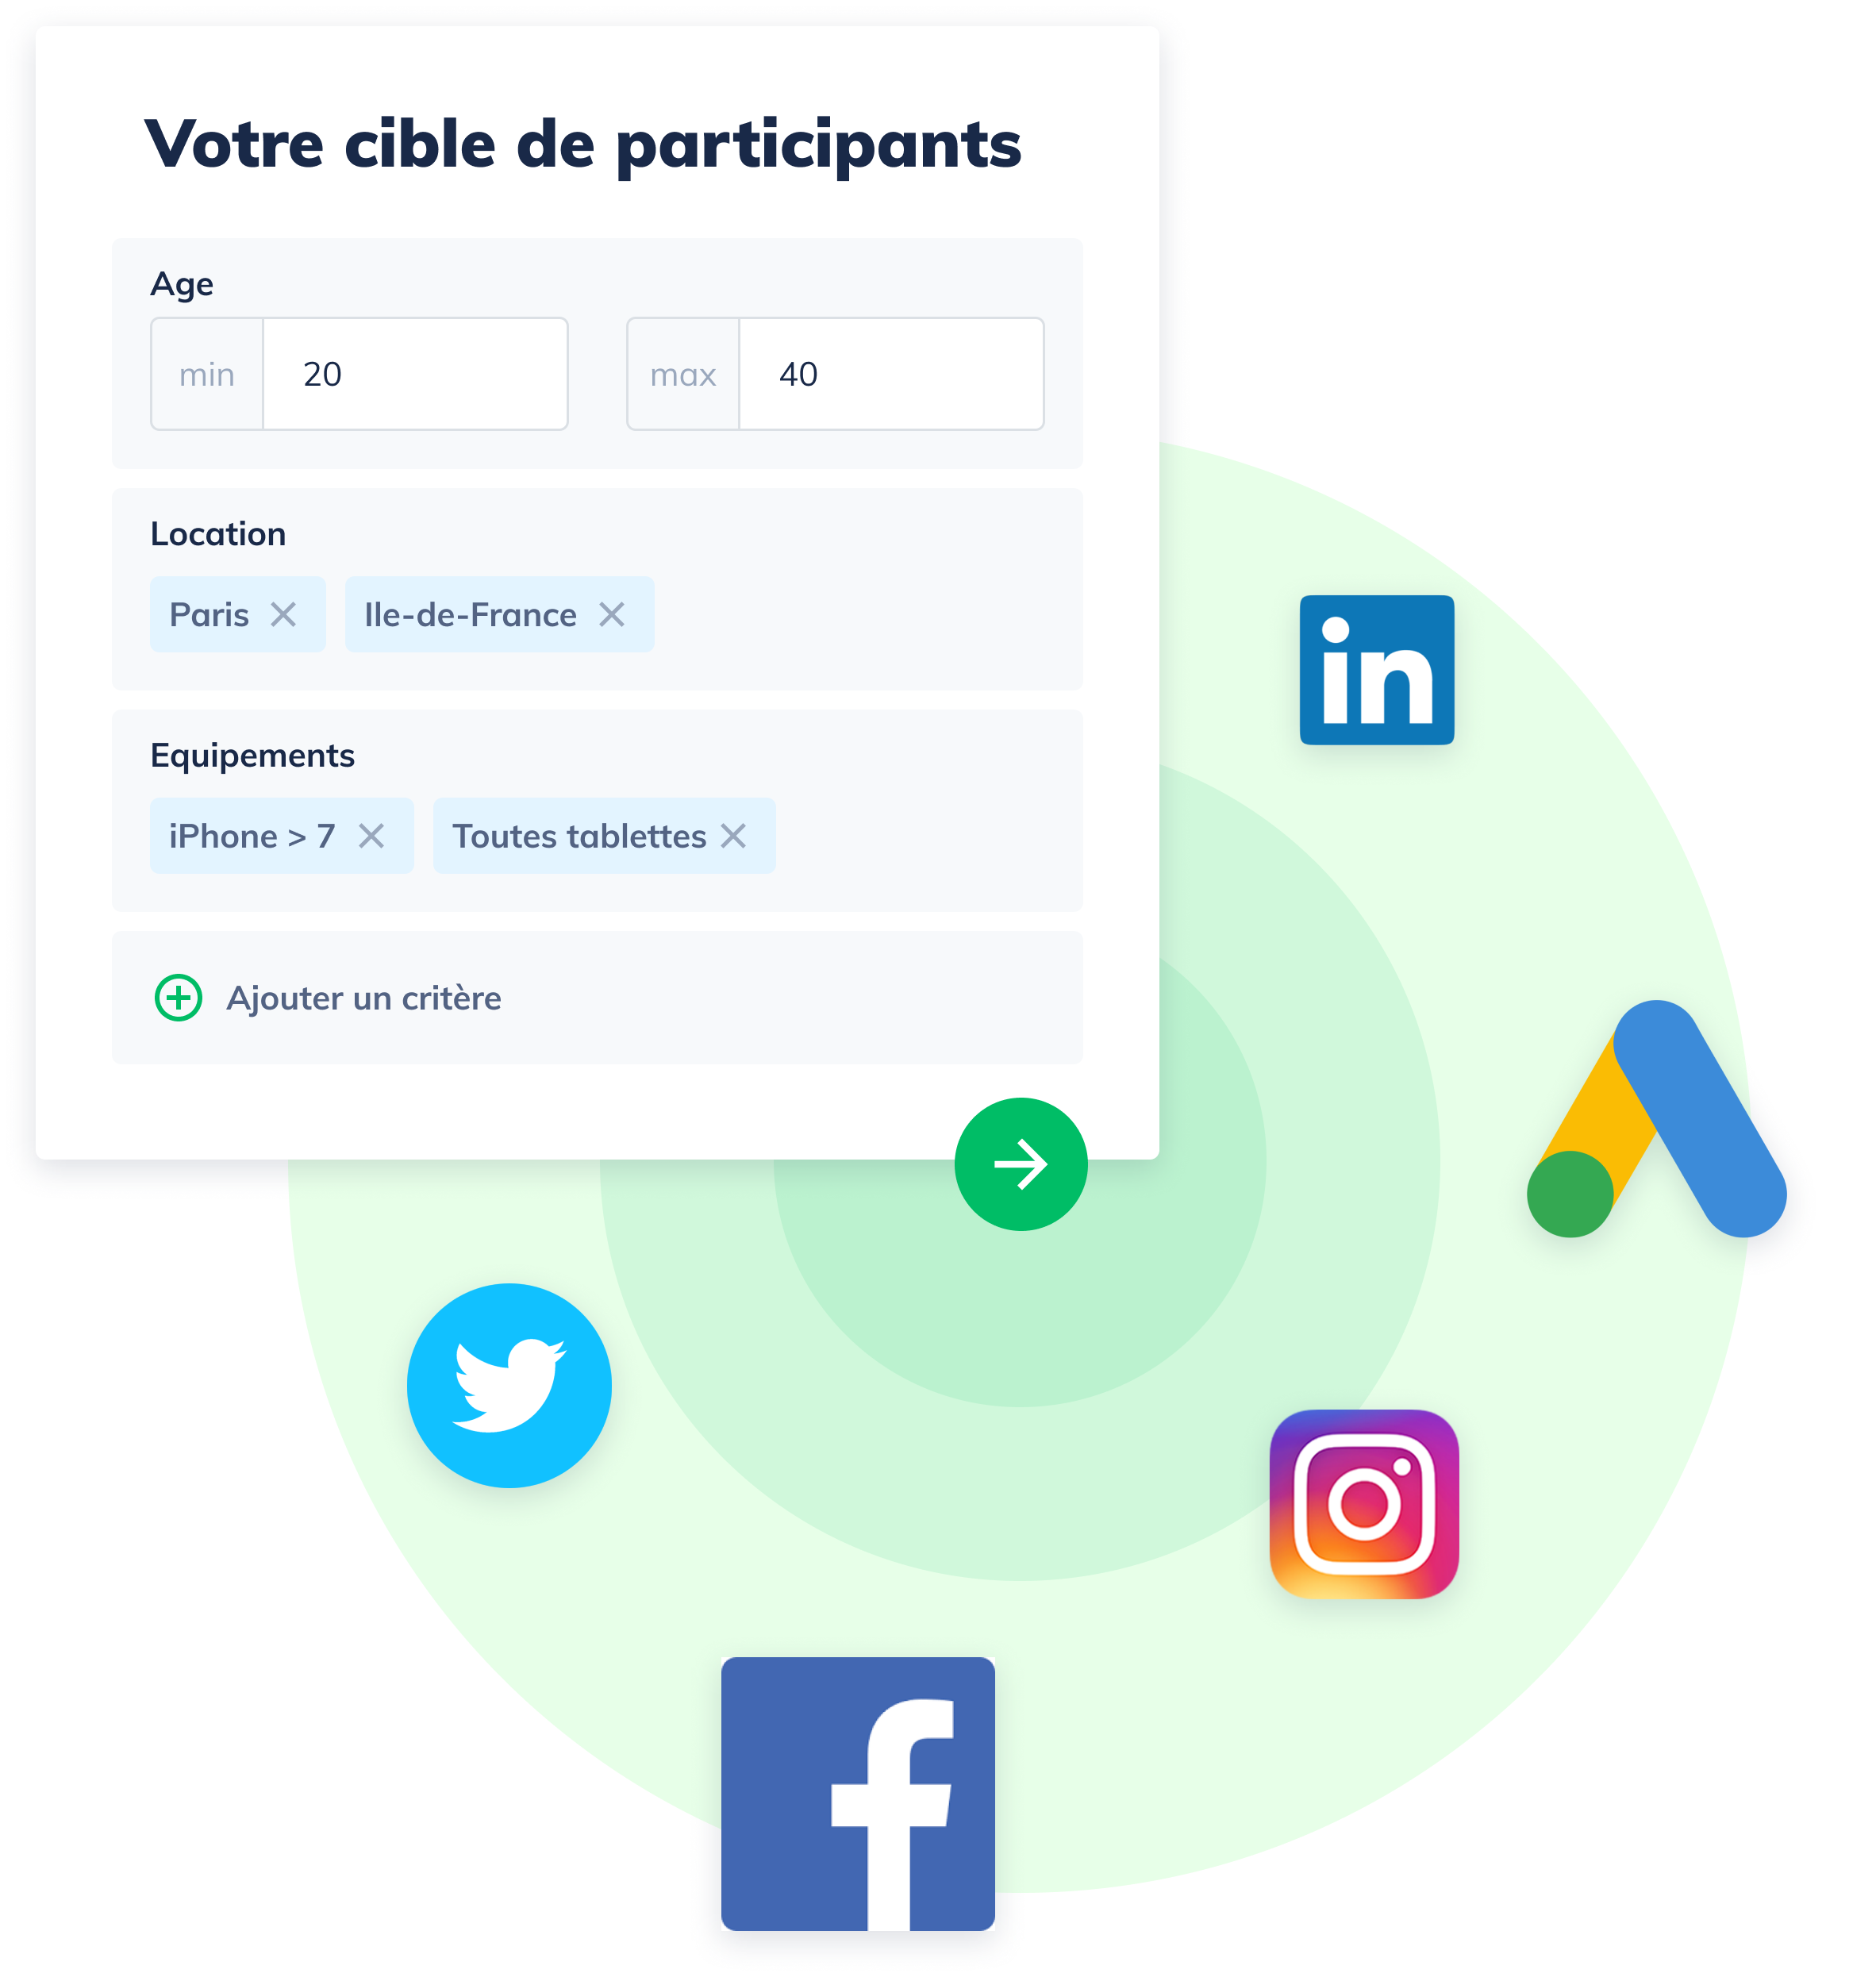 Votre cible de participants
Age
min 20 max 40
Location
Paris Ile-de-France
Equipements
iPhone > 7 Toutes tablettes
Ajouter un critère
in
f